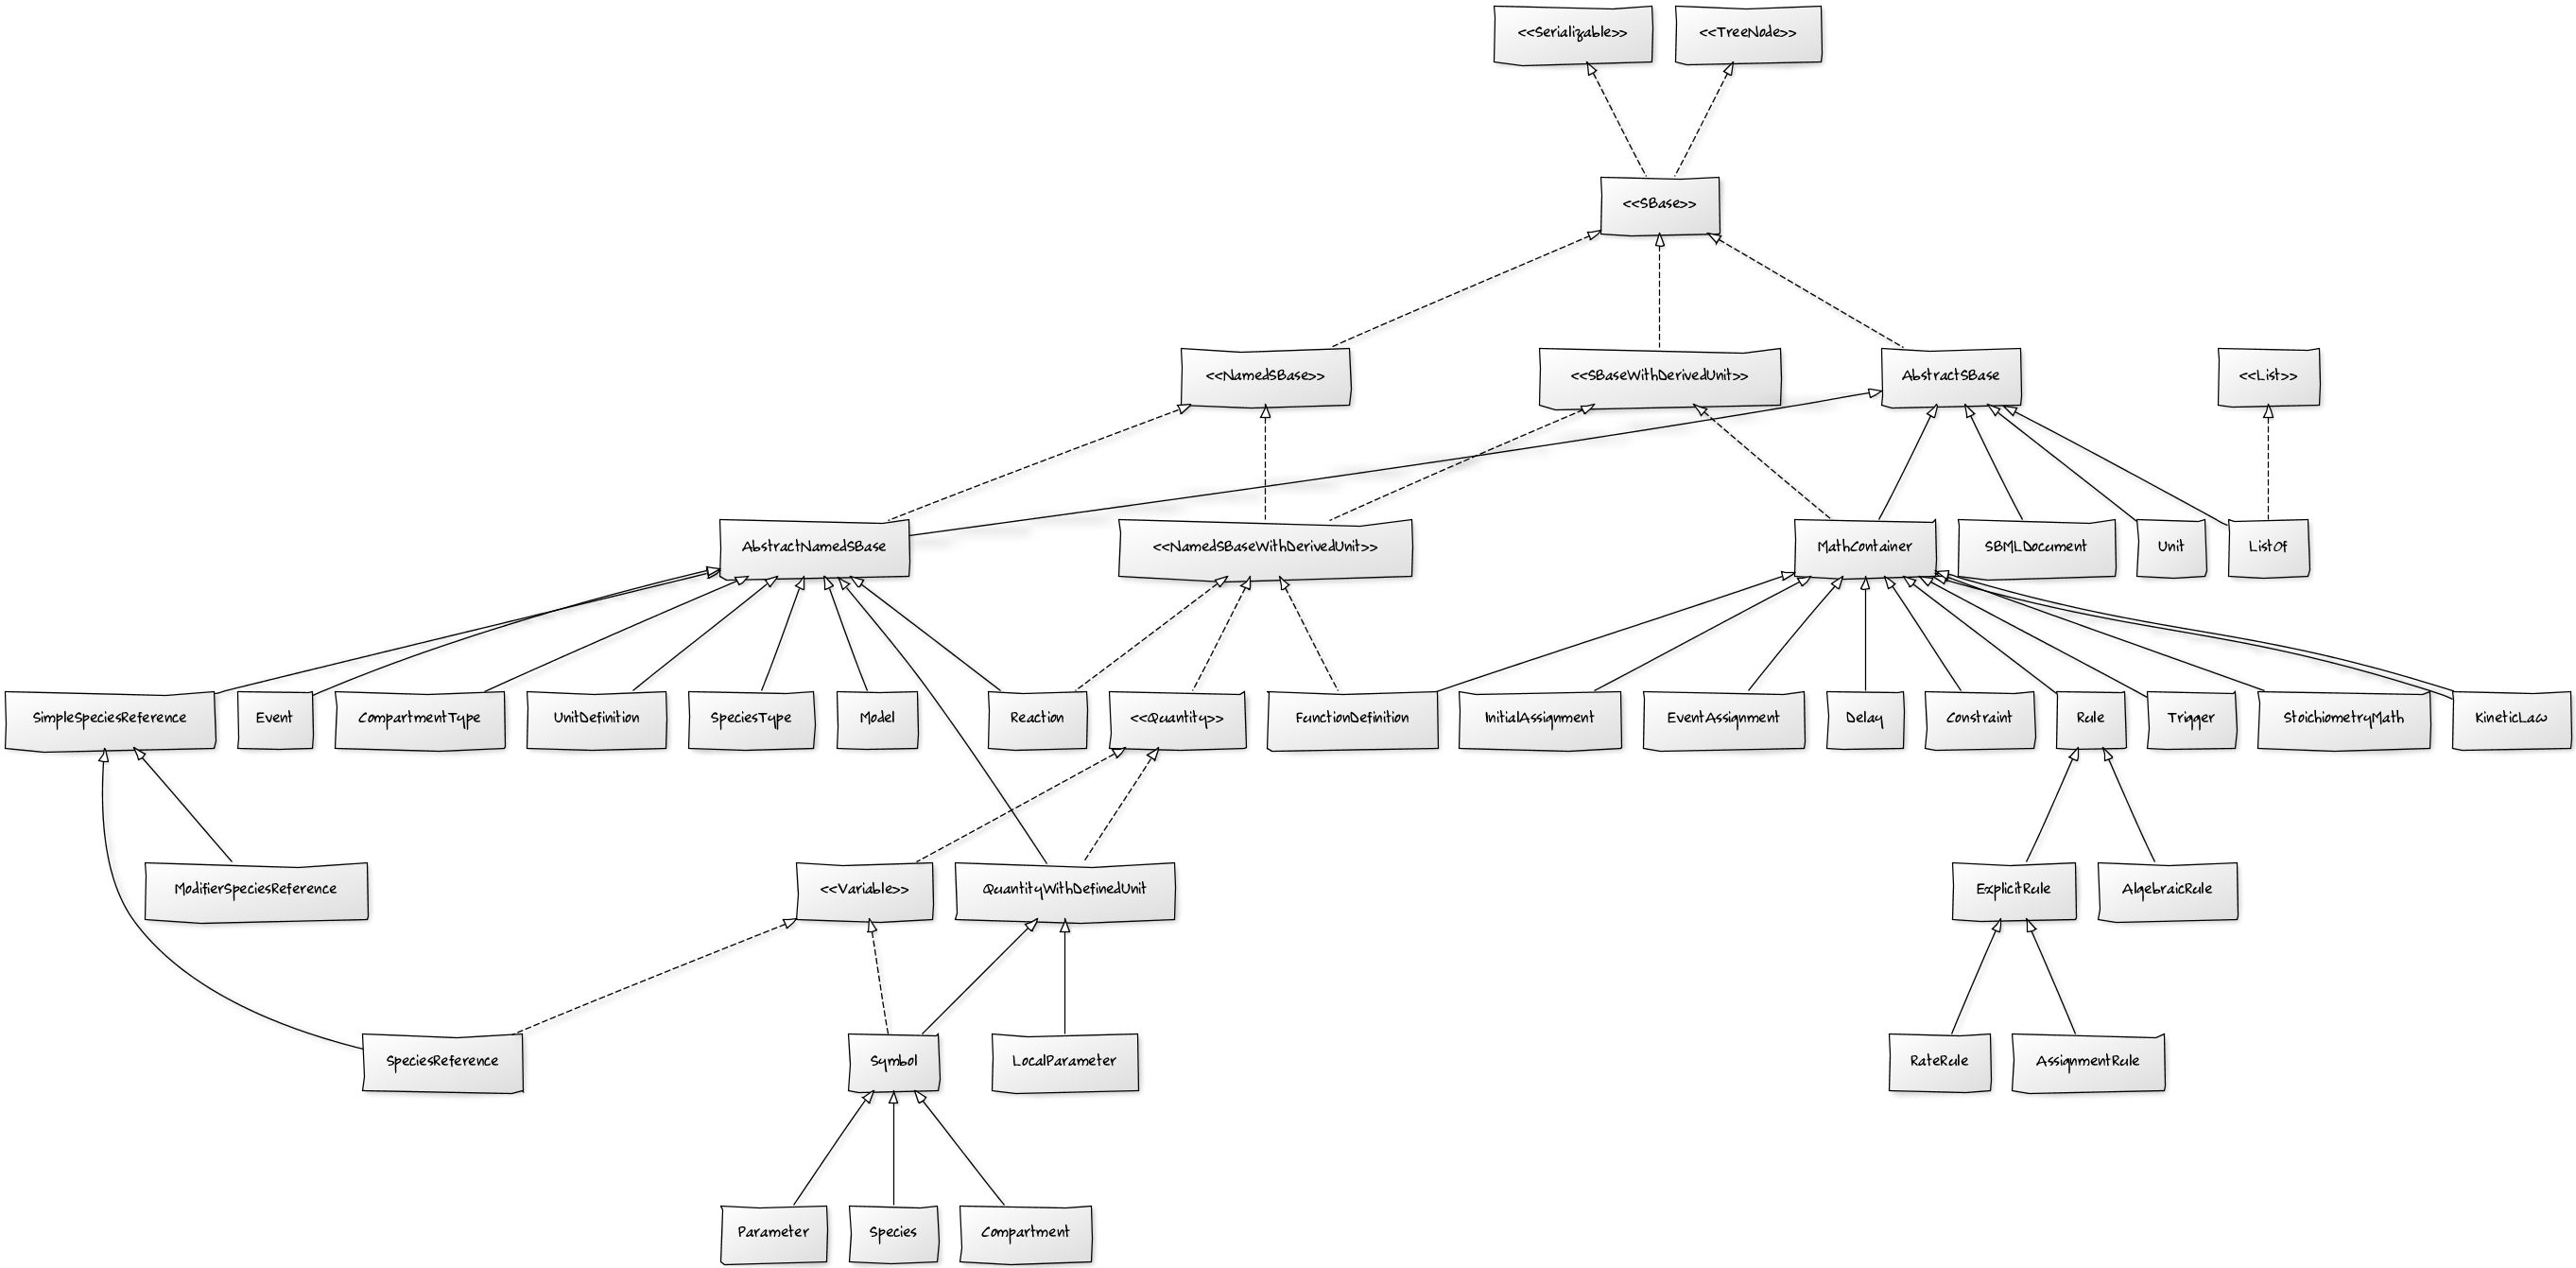 <<Serializable>>
<<TreeNode>>
<<SBase>>
<<NamedSBase>>
<<SBaseWithDerivedUnit>>
AbstractSBase
<<List>>
AbstractNamedSBase
<<NamedSBaseWithDerivedUnit>>
MathContainer
SBMLDocument
Unit
ListOf
SimpleSpeciesReference
Event
CompartmentType
UnitDefinition
SpeciesType
Model
Reaction
<<Quantity>>
FunctionDefinition
InitialAssignment
EventAssignment
Delay
Constraint
Rule
Trigger
StoichiometryMath
KineticLaw
ModifierSpeciesReference
<<Variable>>
QuantityWithDefinedUnit
ExplicitRule
AlgebraicRule
SpeciesReference
Symbol
LocalParameter
RateRule
AssignmentRule
Parameter
Species
Compartment